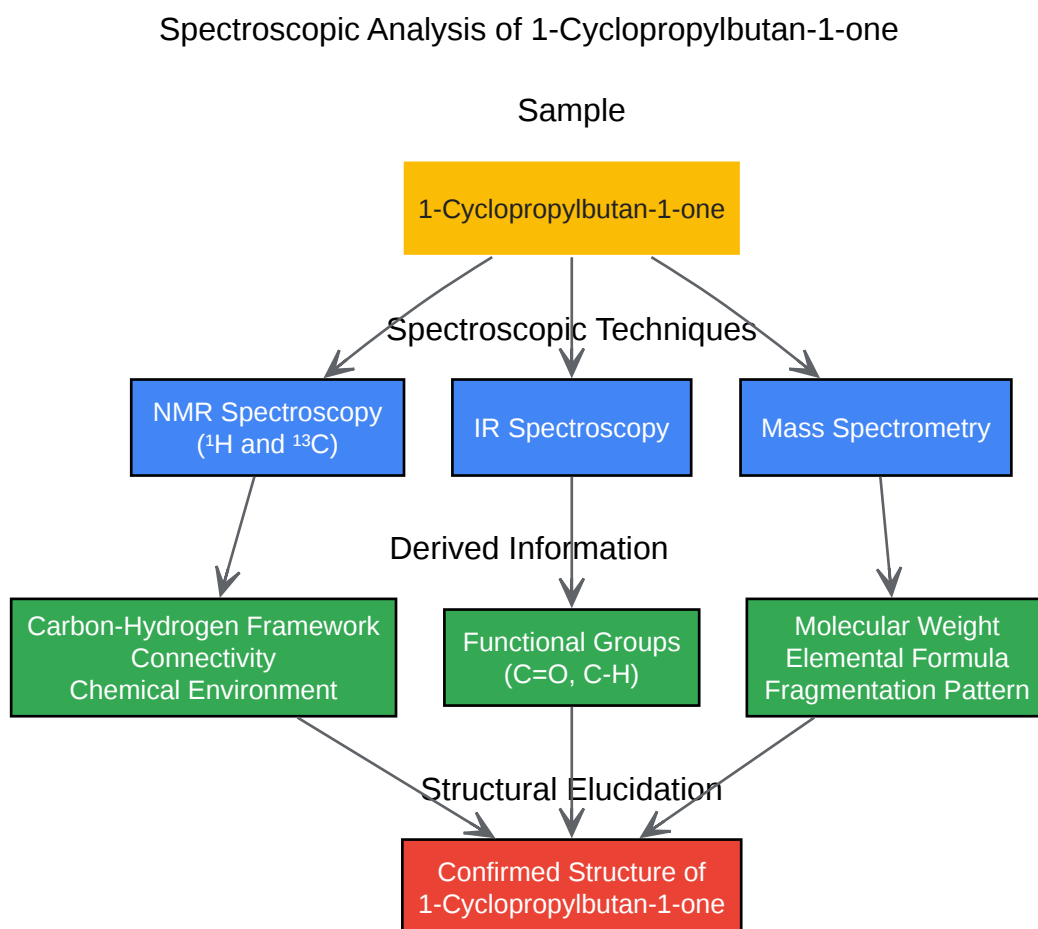 Spectroscopic Analysis of 1-Cyclopropylbutan-1-one
Sample
1-Cyclopropylbutan-1-one
Spectroscopic Techniques
NMR Spectroscopy
(¹H and ¹³C)
IR Spectroscopy
Mass Spectrometry
Derived Information
Carbon-Hydrogen Framework
Connectivity
Chemical Environment
Functional Groups
(C=O, C-H)
Molecular Weight
Elemental Formula
Fragmentation Pattern
Structural Elucidation
Confirmed Structure of
1-Cyclopropylbutan-1-one